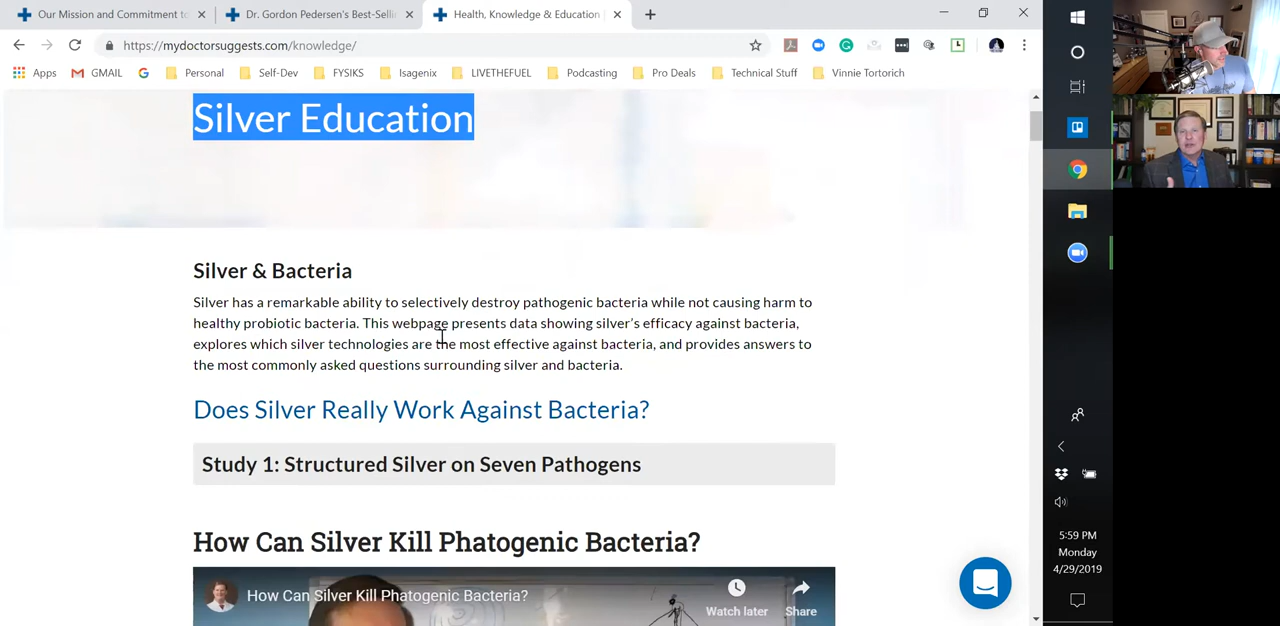 Our Mission and Commitment to
Dr. Gordon Pedersen's Best-Selli
Health, Knowledge & Education
https://mydoctorsuggests.com/knowledge/
Apps
GMAIL
Personal
Self-Dev
FYSIKS
Isagenix
LIVETHEFUEL
Podcasting
Pro Deals
Technical Stuff
Vinnie Tortorich
Silver Education
Silver & Bacteria
Silver has a remarkable ability to selectively destroy pathogenic bacteria while not causing harm to
healthy probiotic bacteria. This webpage presents data showing silver's efficacy against bacteria,
explores which silver technologies are the most effective against bacteria, and provides answers to
the most commonly asked questions surrounding silver and bacteria.
Does Silver Really Work Against Bacteria?
Study 1: Structured Silver on Seven Pathogens
How Can Silver Kill Phatogenic Bacteria?
How Can Silver Kill Phatogenic Bacteria?
Watch later
Share
5:59 PM
Monday
4/29/2019